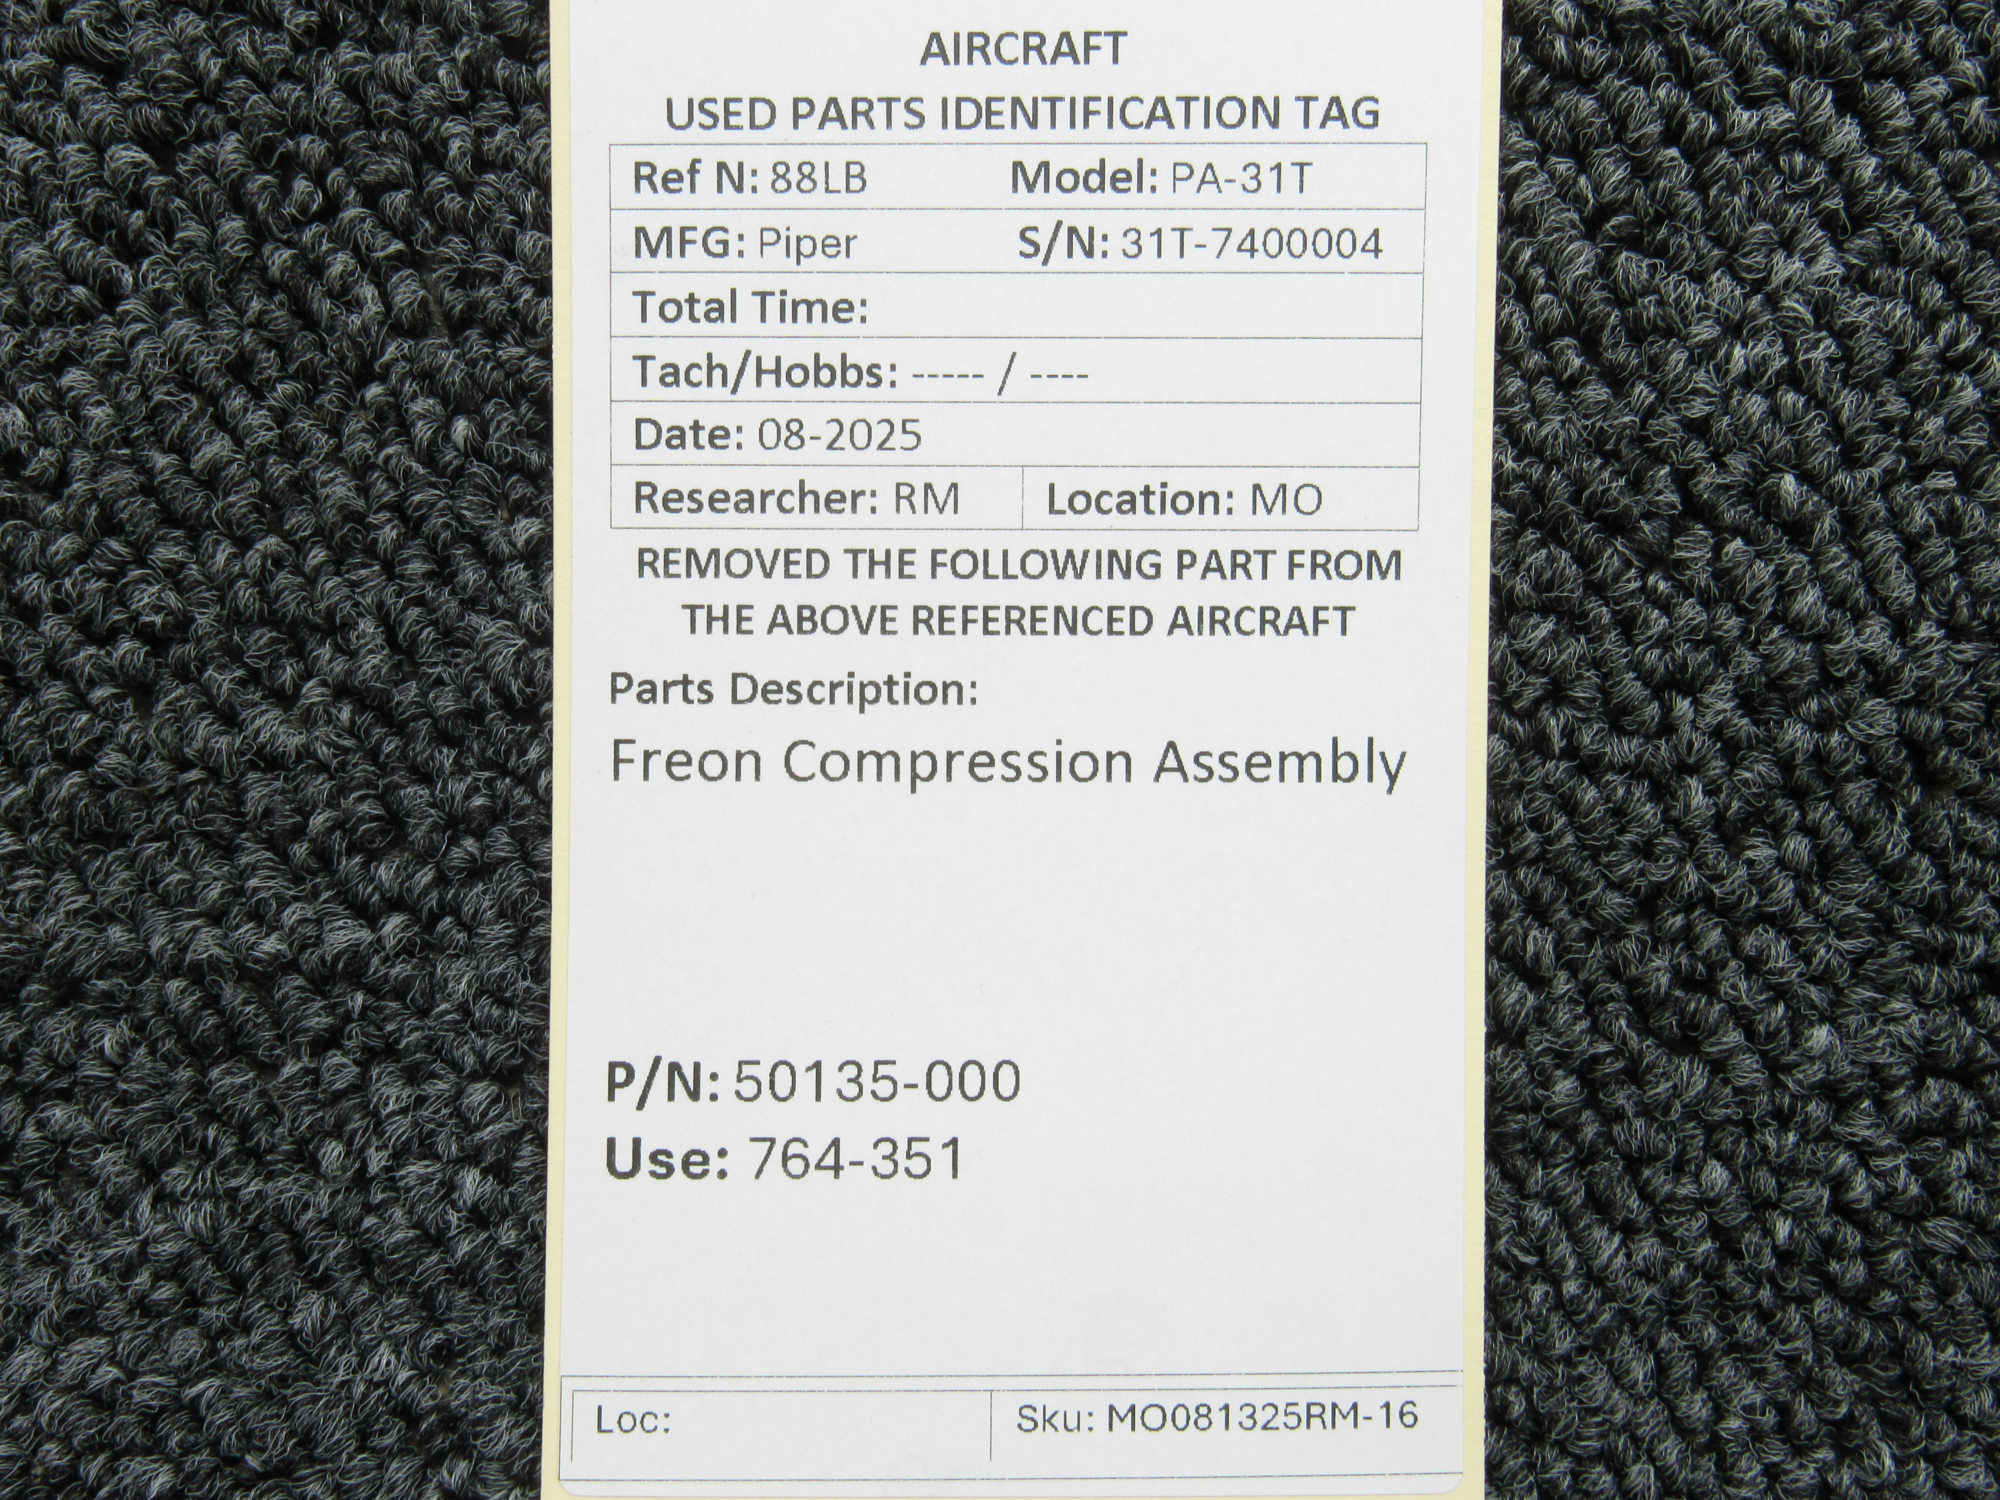 AIRCRAFT
USED PARTS IDENTIFICATION TAG
Ref N: 88LB Model: PA-31T
MFG: Piper S/N: 31T-7400004
Total Time:
Tach/Hobbs: ----- / ----
Date: 08-2025
Researcher: RM Location: MO
REMOVED THE FOLLOWING PART FROM
THE ABOVE REFERENCED AIRCRAFT
Parts Description:
Freon Compression Assembly
P/N: 50135-000
Use: 764-351
Loc: Sku: MO081325RM-16